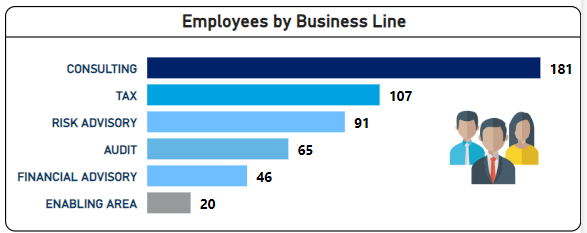 Employees by Business Line
CONSULTING 181
TAX 107
RISK ADVISORY 91
AUDIT 65
FINANCIAL ADVISORY 46
ENABLING AREA 20